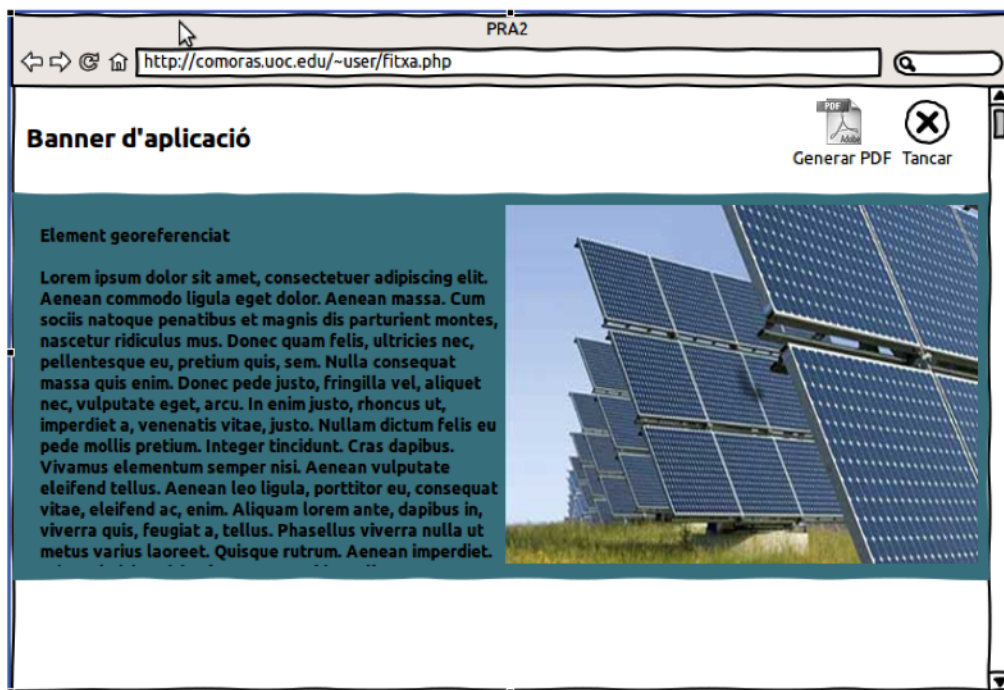 PRA2
http://comoras.uoc.edu/~user/fitxa.php
Banner d'aplicació
PDF
Adobe
Generar PDF
Tancar
Element georeferenciat
Lorem ipsum dolor sit amet, consectetuer adipiscing elit.
Aenean commodo ligula eget dolor. Aenean massa. Cum
sociis natoque penatibus et magnis dis parturient montes,
nascetur ridiculus mus. Donec quam felis, ultricies nec,
pellentesque eu, pretium quis, sem. Nulla consequat
massa quis enim. Donec pede justo, fringilla vel, aliquet
nec, vulputate eget, arcu. In enim justo, rhoncus ut,
imperdiet a, venenatis vitae, justo. Nullam dictum felis eu
pede mollis pretium. Integer tincidunt. Cras dapibus.
Vivamus elementum semper nisi. Aenean vulputate
eleifend tellus. Aenean leo ligula, porttitor eu, consequat
vitae, eleifend ac, enim. Aliquam lorem ante, dapibus in,
viverra quis, feugiat a, tellus. Phasellus viverra nulla ut
metus varius laoreet. Quisque rutrum. Aenean imperdiet.